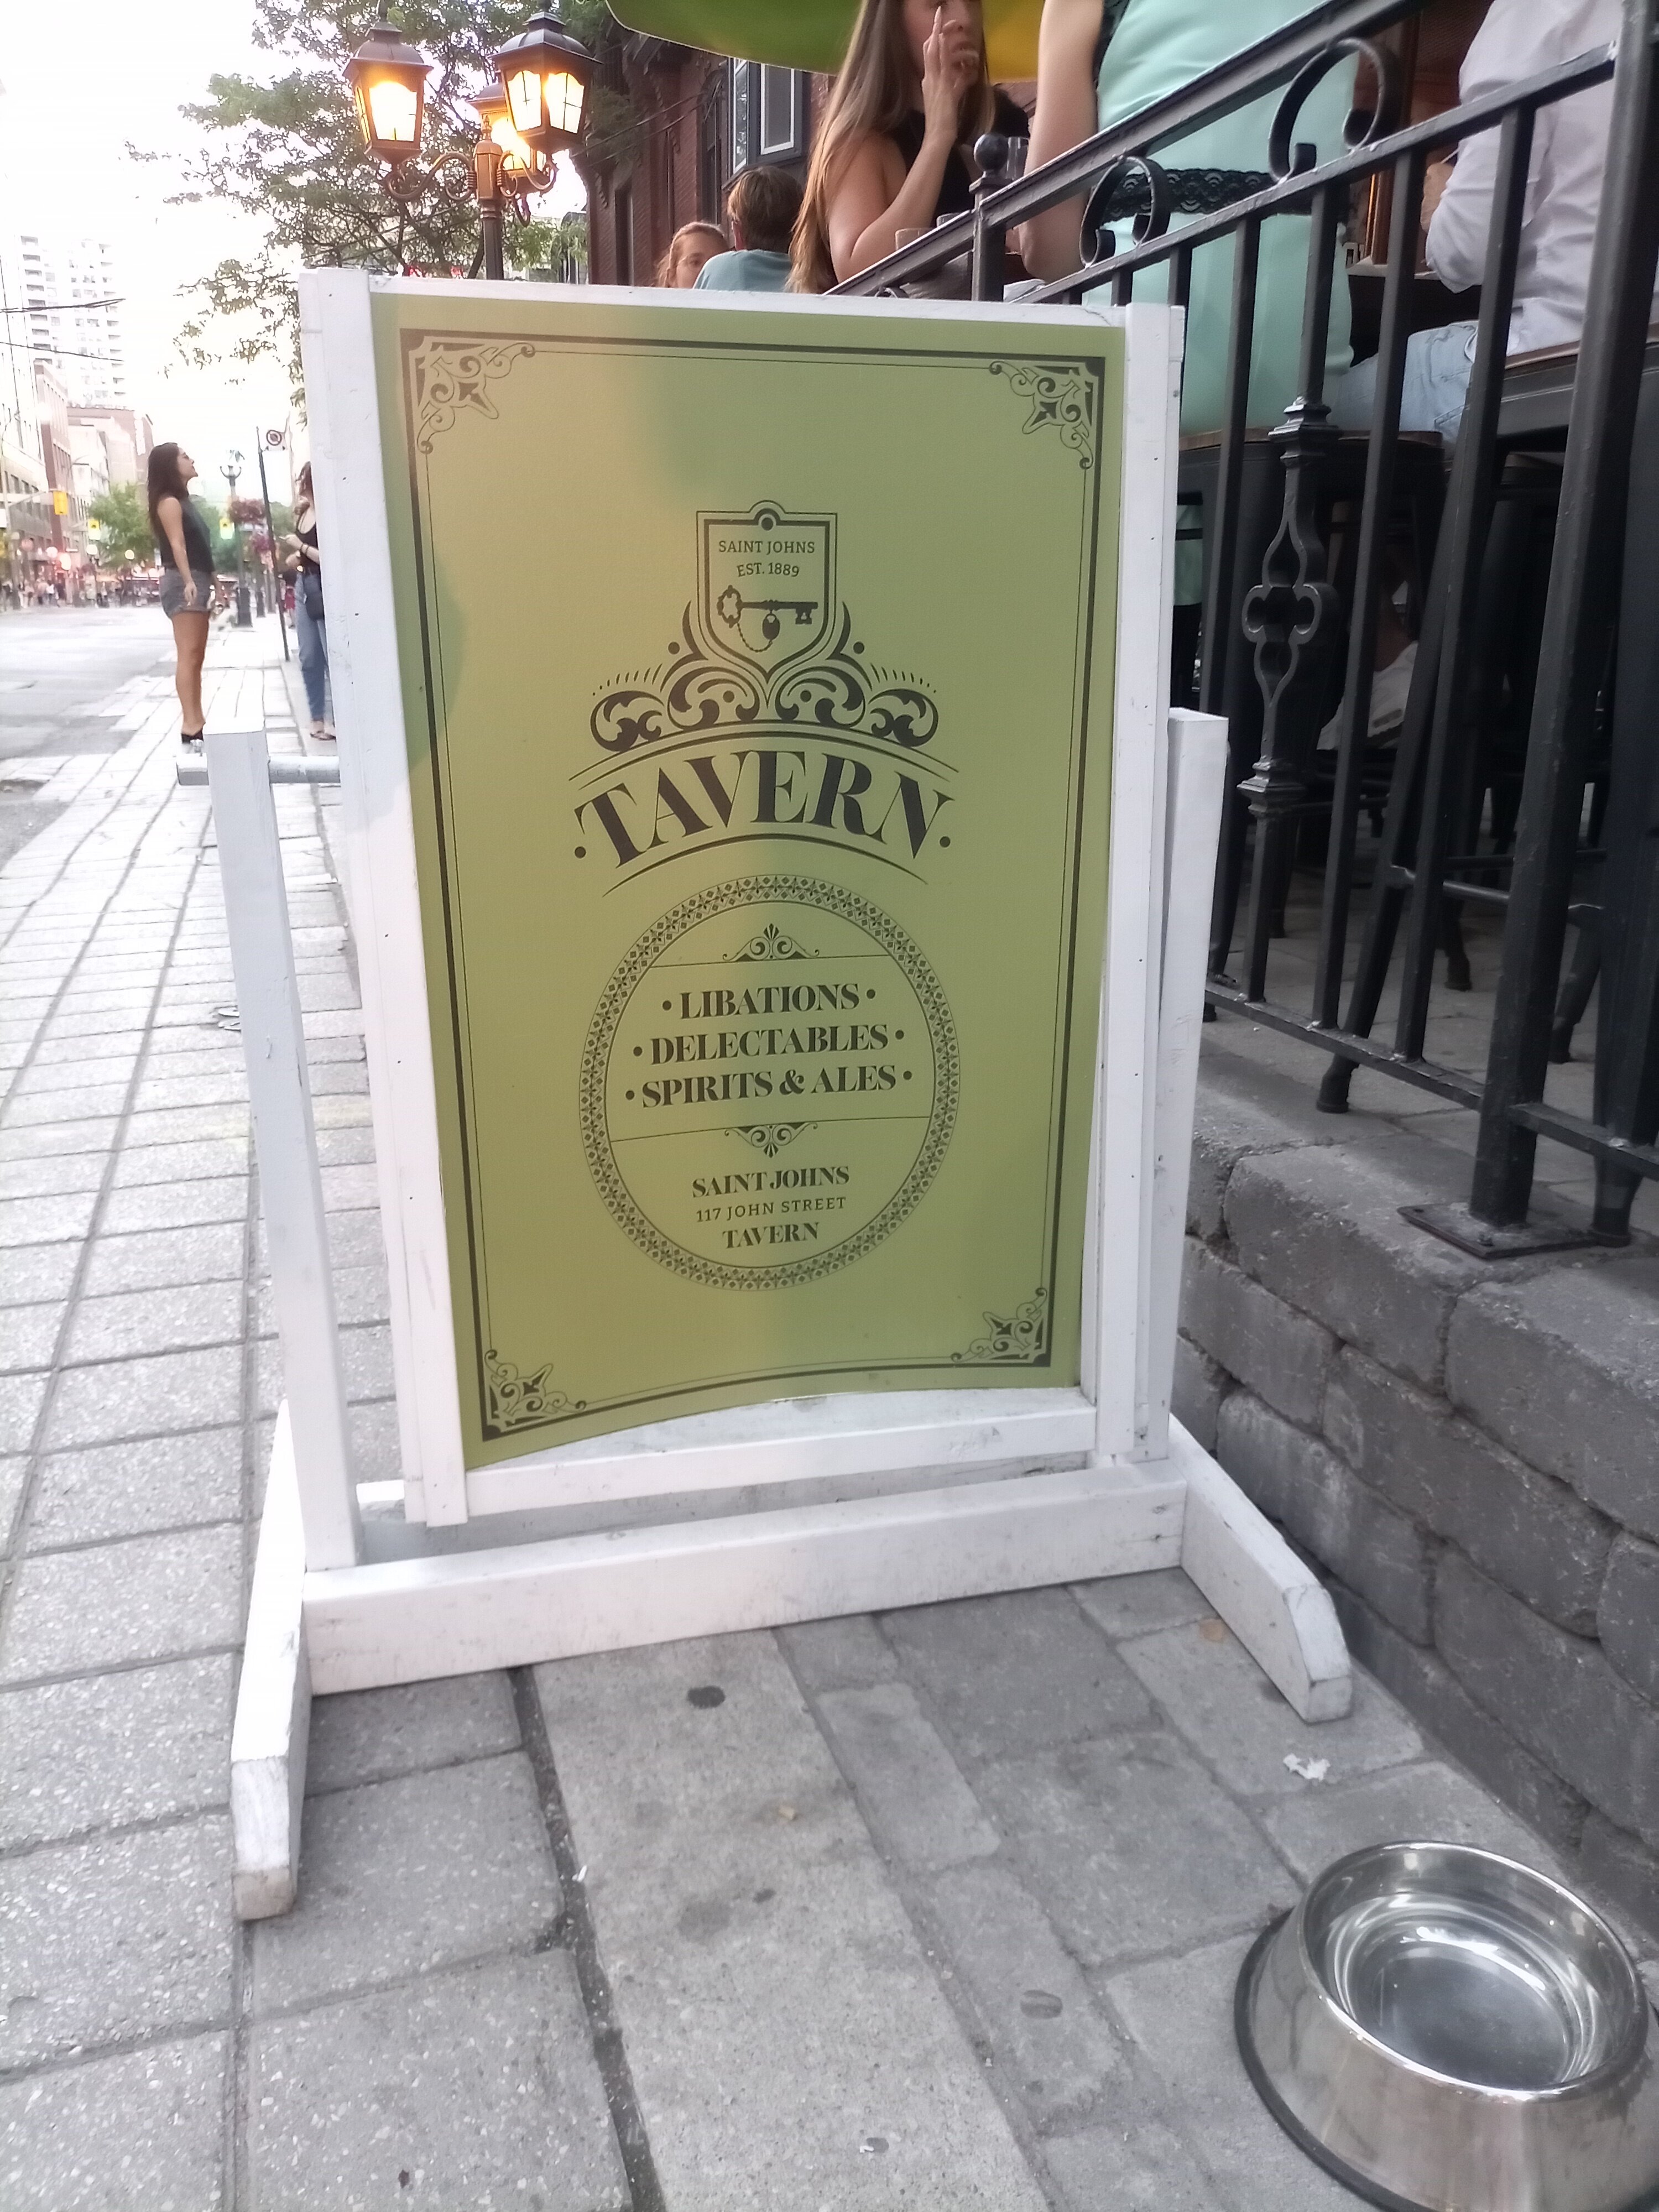 SAINT JOHNS
EST. 1889
·TAVERN·
• LIBATIONS •
• DELECTABLES •
• SPIRITS & ALES •
SAINT JOHNS
117 JOHN STREET
TAVERN